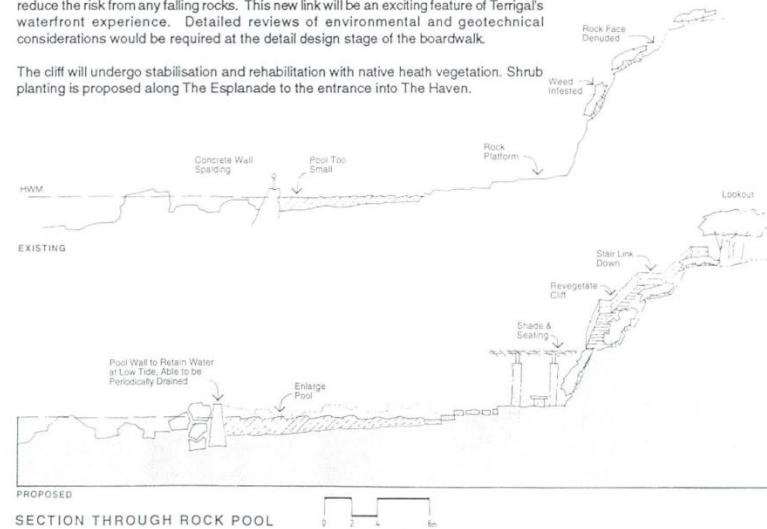 reduce the risk from any falling rocks. This new link will be an exciting feature of Terrigal's
waterfront experience. Detailed reviews of environmental and geotechnical
considerations would be required at the detail design stage of the boardwalk.
The cliff will undergo stabilisation and rehabilitation with native heath vegetation. Shrub
planting is proposed along The Esplanade to the entrance into The Haven.
Rock Face
Denuded
Weed
Infested
Rock
Platform
Concrete Wall
Spalding
Pool Too
Small
HWM
EXISTING
Lookout
Stair Link
Down
Revegetate
Cliff
Shade &
Seating
Pool Wall to Retain Water
at Low Tide, Able to be
Periodically Drained
Enlarge
Pool
PROPOSED
SECTION THROUGH ROCK POOL
0 2 4 8m